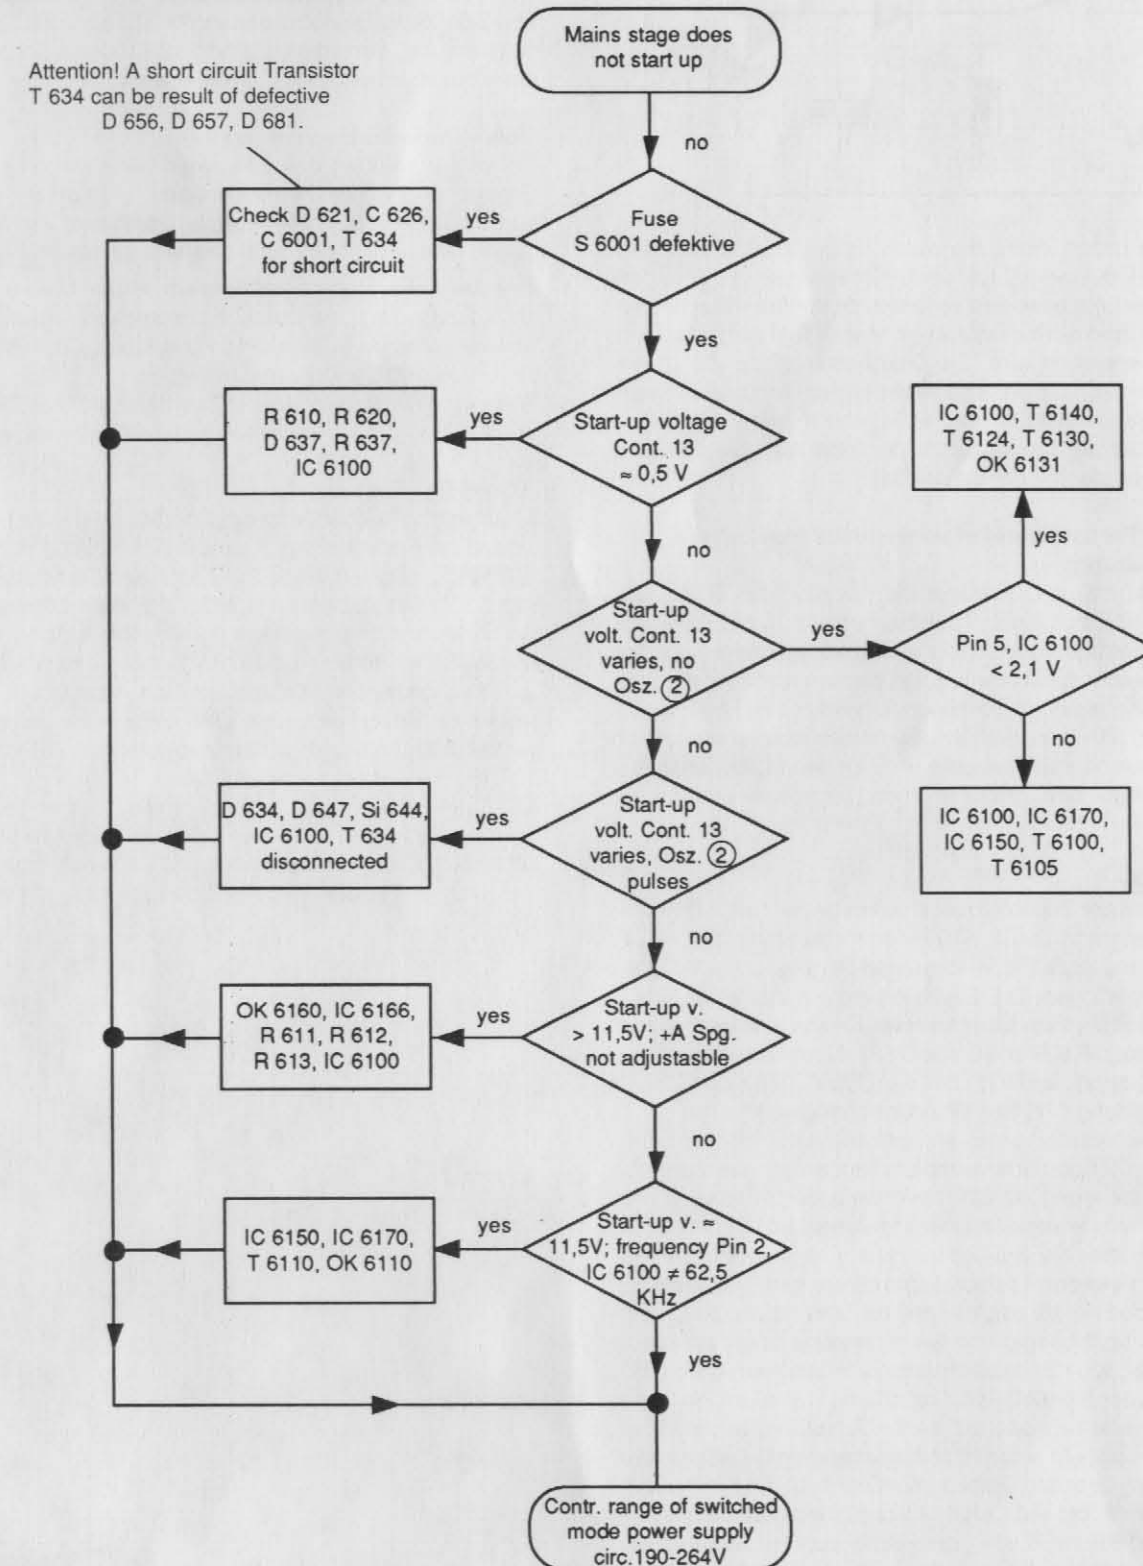 Mains stage does
not start up
Attention! A short circuit Transistor
T 634 can be result of defective
D 656, D 657, D 681.
no
Check D 621, C 626,
C 6001, T 634
for short circuit
yes
Fuse
S 6001 defektive
yes
R 610, R 620,
D 637, R 637,
IC 6100
yes
Start-up voltage
Cont. 13
≈ 0,5 V
IC 6100, T 6140,
T 6124, T 6130,
OK 6131
no
yes
Start-up
volt. Cont. 13
varies, no
Osz. ②
yes
Pin 5, IC 6100
< 2,1 V
no
no
D 634, D 647, Si 644,
IC 6100, T 634
disconnected
yes
Start-up
volt. Cont. 13
varies, Osz. ②
pulses
IC 6100, IC 6170,
IC 6150, T 6100,
T 6105
no
OK 6160, IC 6166,
R 611, R 612,
R 613, IC 6100
yes
Start-up v.
> 11,5V; +A Spg.
not adjustasble
no
IC 6150, IC 6170,
T 6110, OK 6110
yes
Start-up v. ≈
11,5V; frequency Pin 2,
IC 6100 ≠ 62,5
KHz
yes
Contr. range of switched
mode power supply
circ.190-264V